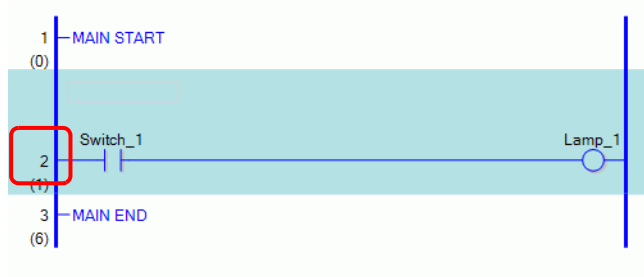 1 MAIN START
(0)
Switch_1 Lamp_1
2
(1)
3 MAIN END
(6)